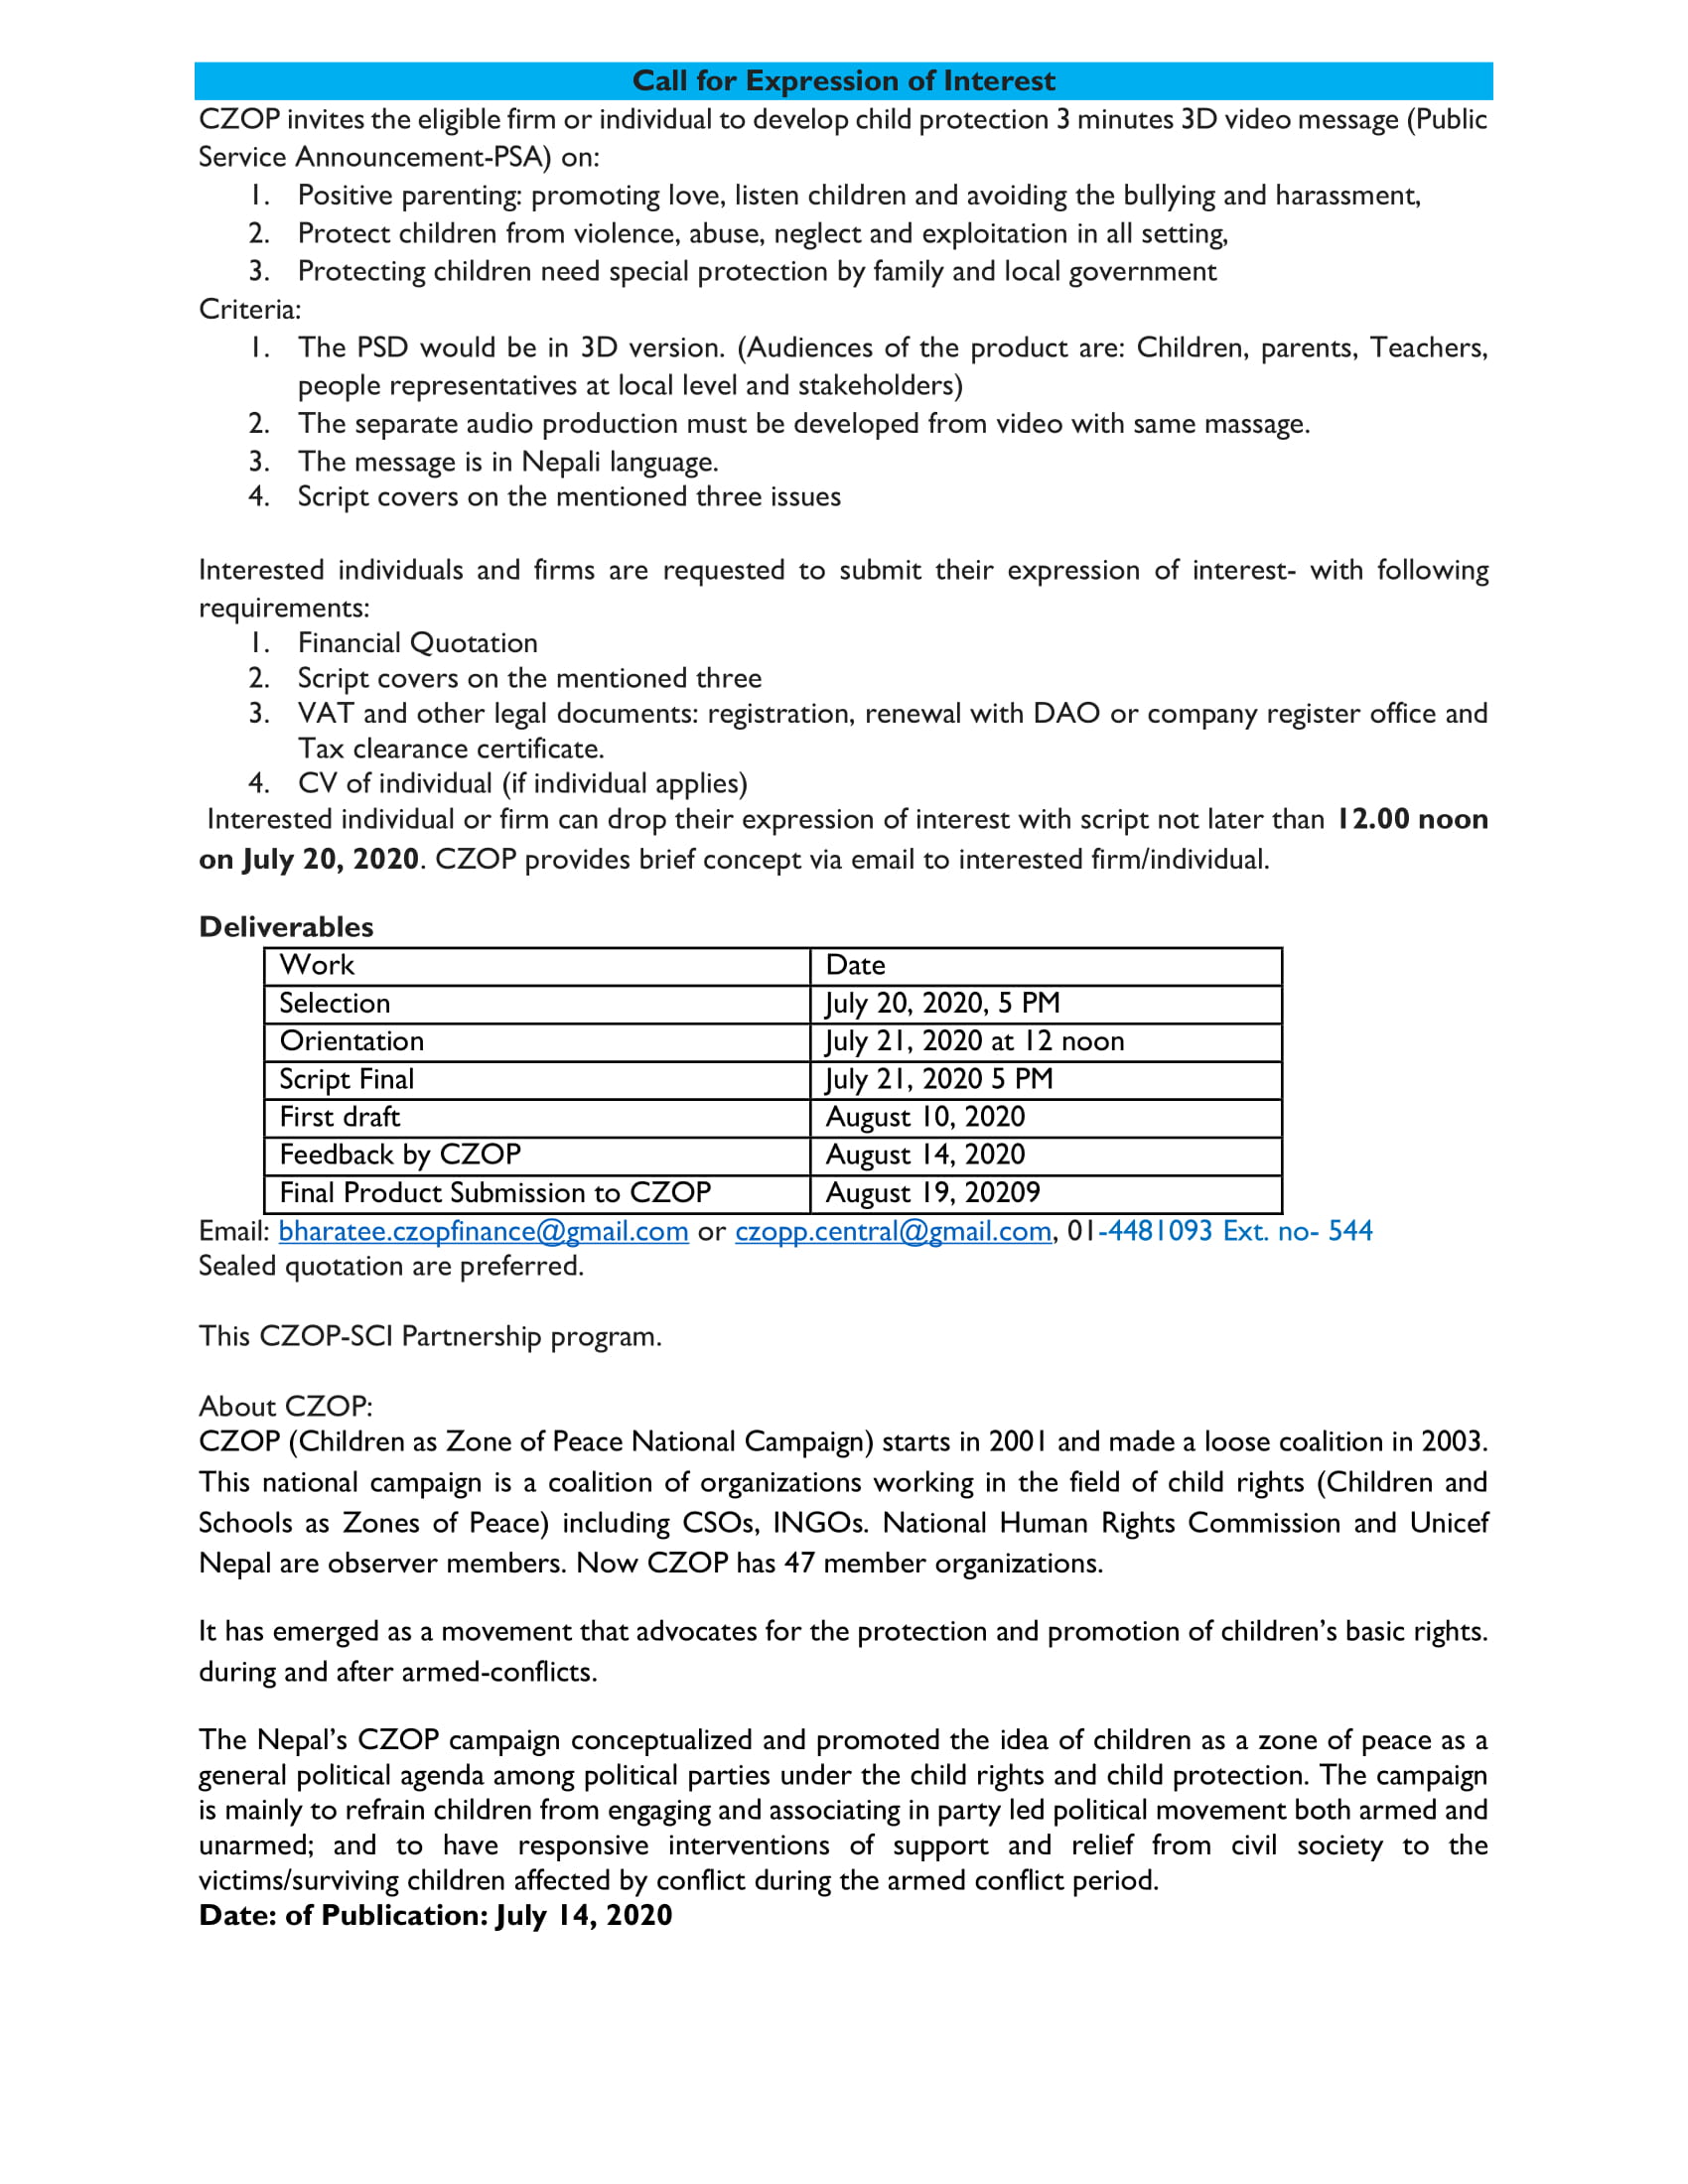 Call for Expression of Interest
CZOP invites the eligible firm or individual to develop child protection 3 minutes 3D video message (Public
Service Announcement-PSA) on:
1. Positive parenting: promoting love, listen children and avoiding the bullying and harassment,
2. Protect children from violence, abuse, neglect and exploitation in all setting,
3. Protecting children need special protection by family and local government
Criteria:
1. The PSD would be in 3D version. (Audiences of the product are: Children, parents, Teachers,
people representatives at local level and stakeholders)
2. The separate audio production must be developed from video with same massage.
3. The message is in Nepali language.
4. Script covers on the mentioned three issues
Interested individuals and firms are requested to submit their expression of interest- with following
requirements:
1. Financial Quotation
2. Script covers on the mentioned three
3. VAT and other legal documents: registration, renewal with DAO or company register office and
Tax clearance certificate.
4. CV of individual (if individual applies)
Interested individual or firm can drop their expression of interest with script not later than 12.00 noon
on July 20, 2020. CZOP provides brief concept via email to interested firm/individual.
Deliverables
Work Date
Selection July 20, 2020, 5 PM
Orientation July 21, 2020 at 12 noon
Script Final July 21, 2020 5 PM
First draft August 10, 2020
Feedback by CZOP August 14, 2020
Final Product Submission to CZOP August 19, 20209
Email: bharatee.czopfinance@gmail.com or czopp.central@gmail.com, 01-4481093 Ext. no- 544
Sealed quotation are preferred.
This CZOP-SCI Partnership program.
About CZOP:
CZOP (Children as Zone of Peace National Campaign) starts in 2001 and made a loose coalition in 2003.
This national campaign is a coalition of organizations working in the field of child rights (Children and
Schools as Zones of Peace) including CSOs, INGOs. National Human Rights Commission and Unicef
Nepal are observer members. Now CZOP has 47 member organizations.
It has emerged as a movement that advocates for the protection and promotion of children's basic rights.
during and after armed-conflicts.
The Nepal's CZOP campaign conceptualized and promoted the idea of children as a zone of peace as a
general political agenda among political parties under the child rights and child protection. The campaign
is mainly to refrain children from engaging and associating in party led political movement both armed and
unarmed; and to have responsive interventions of support and relief from civil society to the
victims/surviving children affected by conflict during the armed conflict period.
Date: of Publication: July 14, 2020